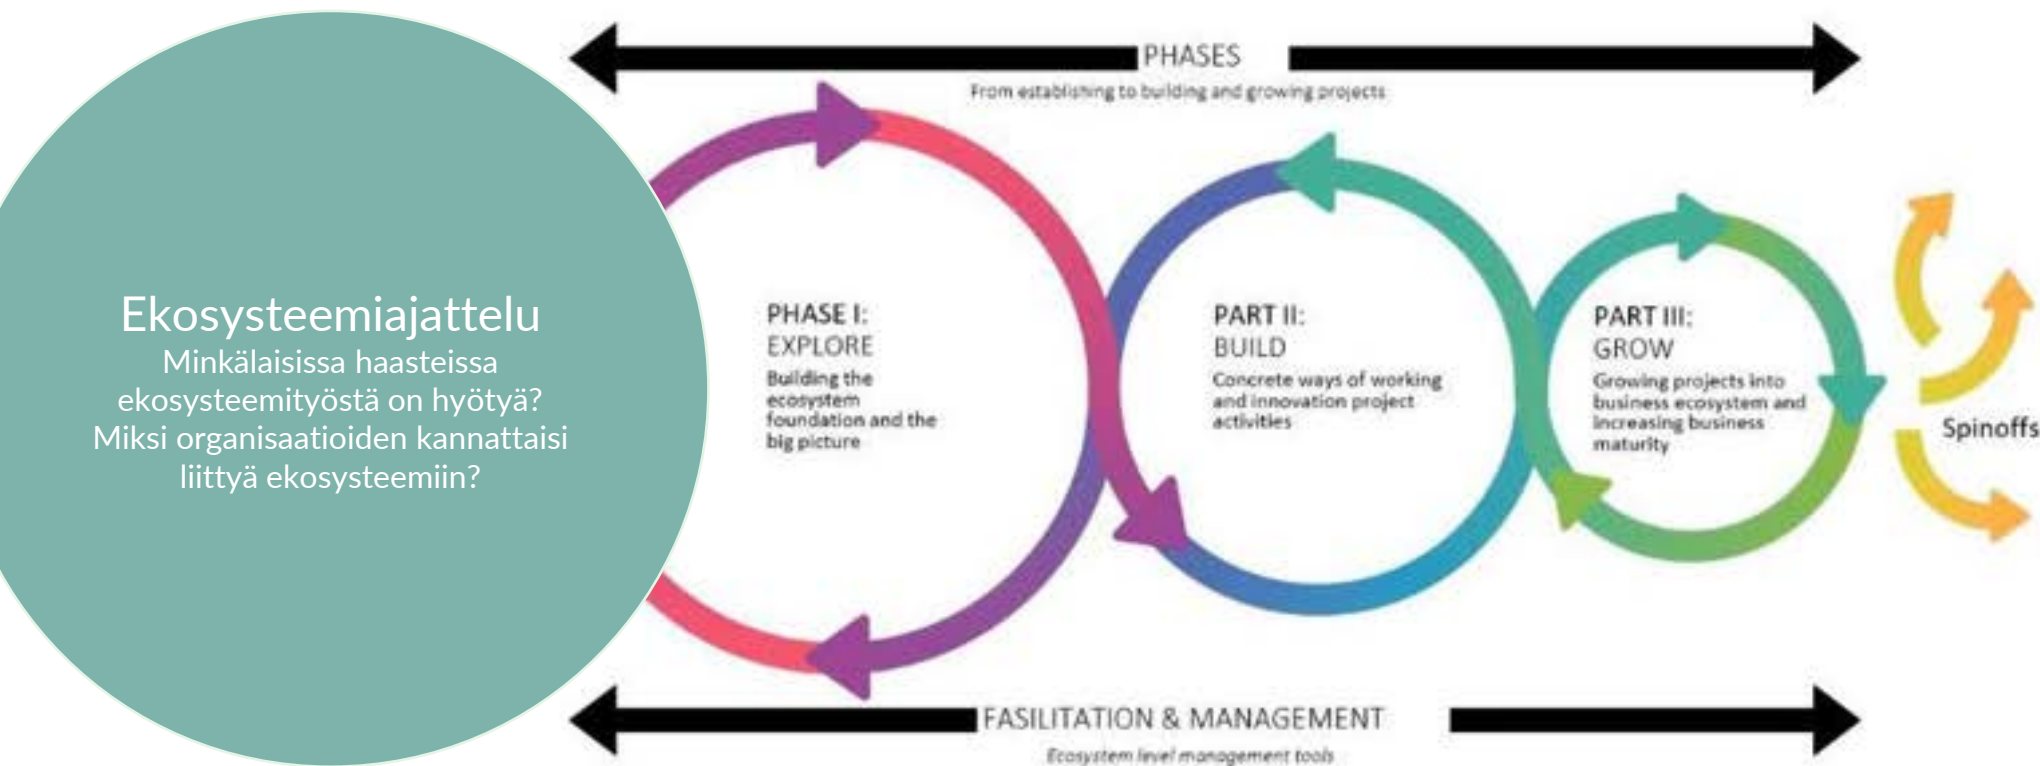 Ekosysteemiajattelu
Minkälaisissa haasteissa
ekosysteemityöstä on hyötyä?
Miksi organisaatioiden kannattaisi
liittyä ekosysteemiin?
PHASES
From establishing to building and growing projects
PHASE I:
EXPLORE
Building the
ecosystem
foundation and the
big picture
PART II:
BUILD
Concrete ways of working
and innovation project
activities
PART III:
GROW
Growing projects into
business ecosystem and
increasing business
maturity
Spinoffs
FASILITATION & MANAGEMENT
Ecosystem level management tools